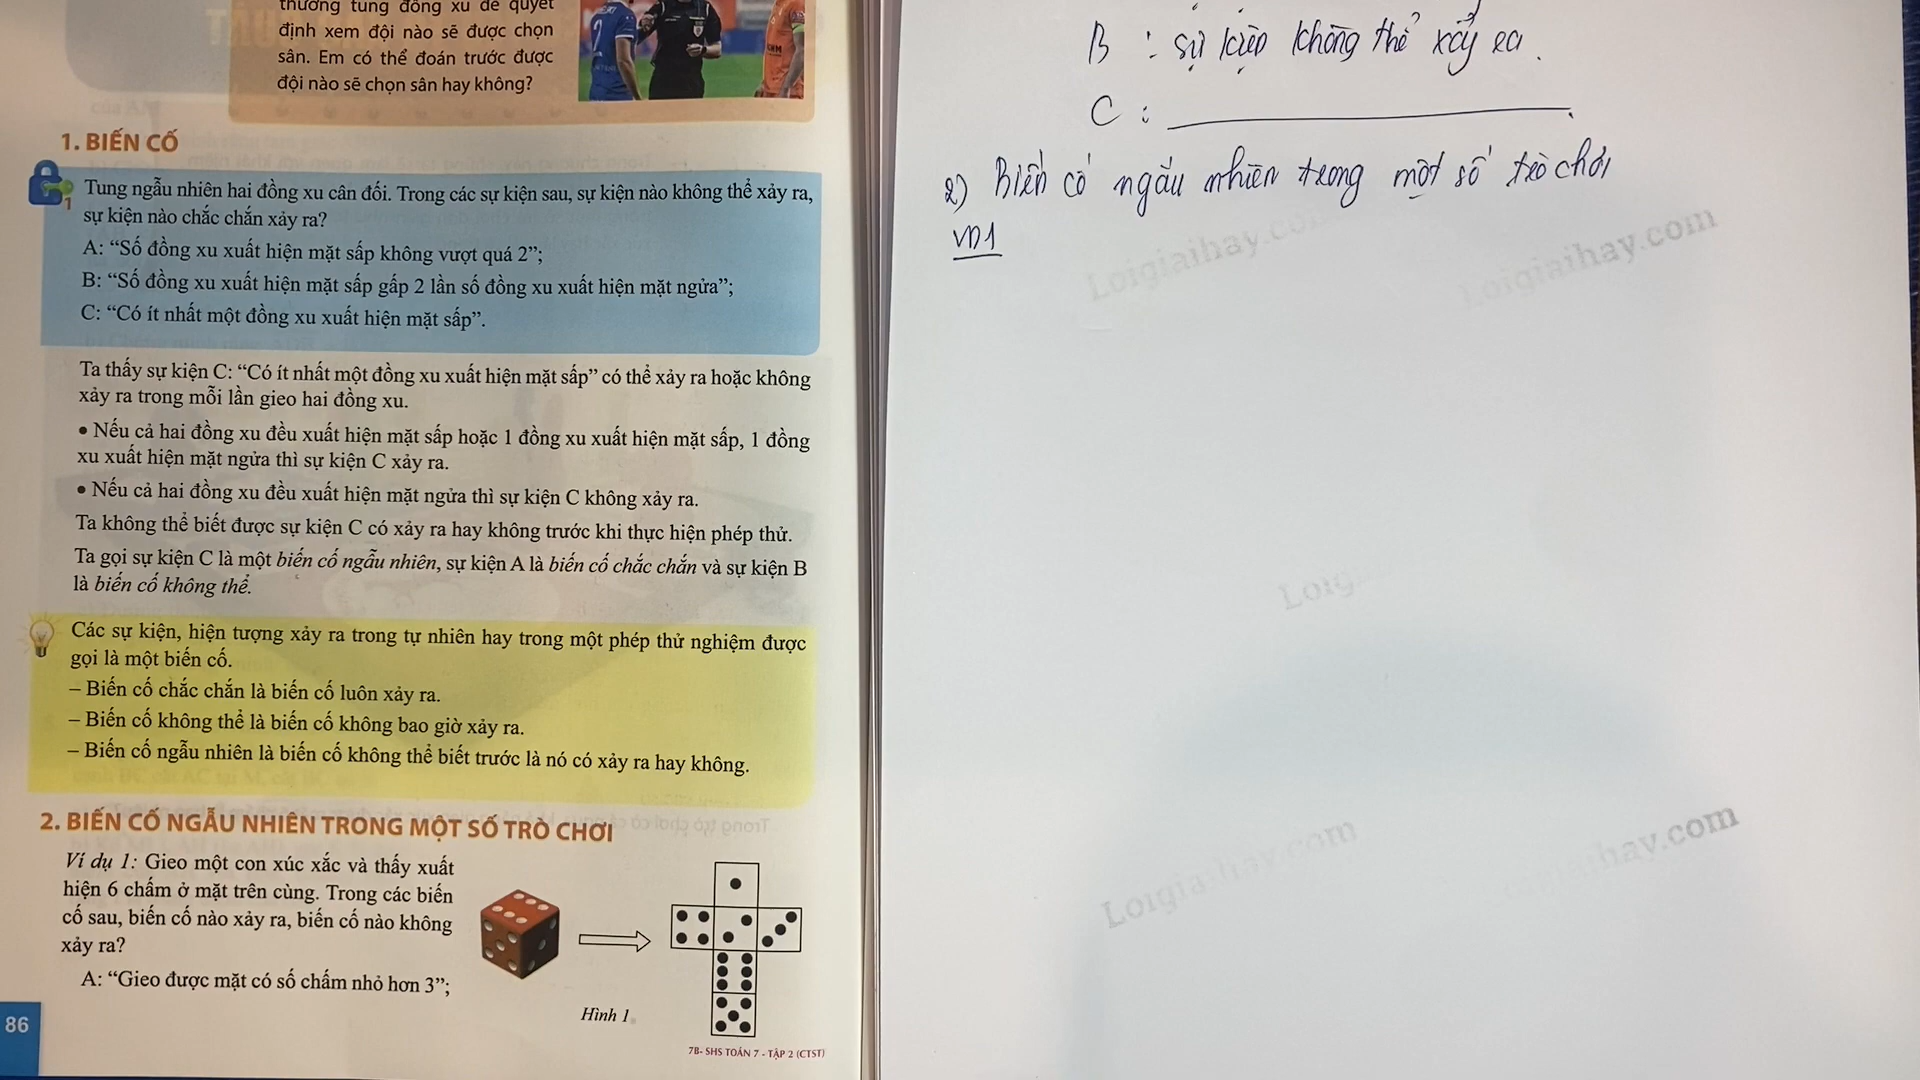 thường tung đồng xu để quyết
định xem đội nào sẽ được chọn
sân. Em có thể đoán trước được
đội nào sẽ chọn sân hay không?
1. BIẾN CỐ
1
Tung ngẫu nhiên hai đồng xu cân đối. Trong các sự kiện sau, sự kiện nào không thể xảy ra,
sự kiện nào chắc chắn xảy ra?
A: “Số đồng xu xuất hiện mặt sấp không vượt quá 2”;
B: “Số đồng xu xuất hiện mặt sấp gấp 2 lần số đồng xu xuất hiện mặt ngửa”;
C: “Có ít nhất một đồng xu xuất hiện mặt sấp”.
Ta thấy sự kiện C: “Có ít nhất một đồng xu xuất hiện mặt sấp” có thể xảy ra hoặc không
xảy ra trong mỗi lần gieo hai đồng xu.
• Nếu cả hai đồng xu đều xuất hiện mặt sấp hoặc 1 đồng xu xuất hiện mặt sấp, 1 đồng
xu xuất hiện mặt ngửa thì sự kiện C xảy ra.
• Nếu cả hai đồng xu đều xuất hiện mặt ngửa thì sự kiện C không xảy ra.
Ta không thể biết được sự kiện C có xảy ra hay không trước khi thực hiện phép thử.
Ta gọi sự kiện C là một biến cố ngẫu nhiên, sự kiện A là biến cố chắc chắn và sự kiện B
là biến cố không thể.
Các sự kiện, hiện tượng xảy ra trong tự nhiên hay trong một phép thử nghiệm được
gọi là một biến cố.
– Biến cố chắc chắn là biến cố luôn xảy ra.
– Biến cố không thể là biến cố không bao giờ xảy ra.
– Biến cố ngẫu nhiên là biến cố không thể biết trước là nó có xảy ra hay không.
2. BIẾN CỐ NGẪU NHIÊN TRONG MỘT SỐ TRÒ CHƠI
Ví dụ 1: Gieo một con xúc xắc và thấy xuất
hiện 6 chấm ở mặt trên cùng. Trong các biến
cố sau, biến cố nào xảy ra, biến cố nào không
xảy ra?
A: “Gieo được mặt có số chấm nhỏ hơn 3”;
Hình 1
86
7B- SHS TOÁN 7 - TẬP 2 (CTST)
B : sự kiện không thể xảy ra.
C :
2) Biến cố ngẫu nhiên trong một số trò chơi
VD1
Loigiaihay.com
Loigiaihay.com
Loigiaihay.com